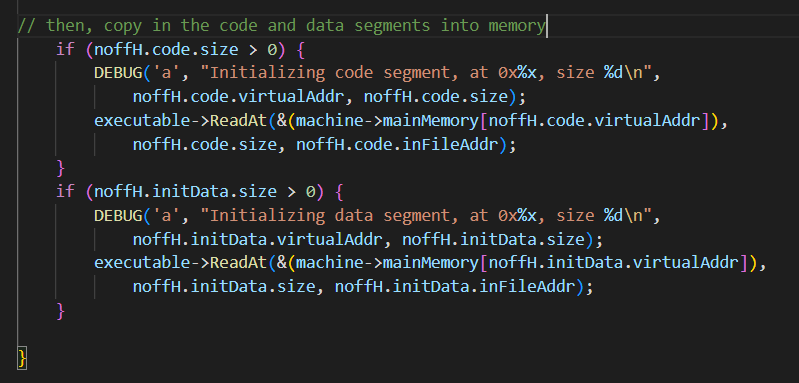 // then, copy in the code and data segments into memory
    if (noffH.code.size > 0) {
        DEBUG('a', "Initializing code segment, at 0x%x, size %d\n",
            noffH.code.virtualAddr, noffH.code.size);
        executable->ReadAt(&(machine->mainMemory[noffH.code.virtualAddr]),
            noffH.code.size, noffH.code.inFileAddr);
    }
    if (noffH.initData.size > 0) {
        DEBUG('a', "Initializing data segment, at 0x%x, size %d\n",
            noffH.initData.virtualAddr, noffH.initData.size);
        executable->ReadAt(&(machine->mainMemory[noffH.initData.virtualAddr]),
            noffH.initData.size, noffH.initData.inFileAddr);
    }
}